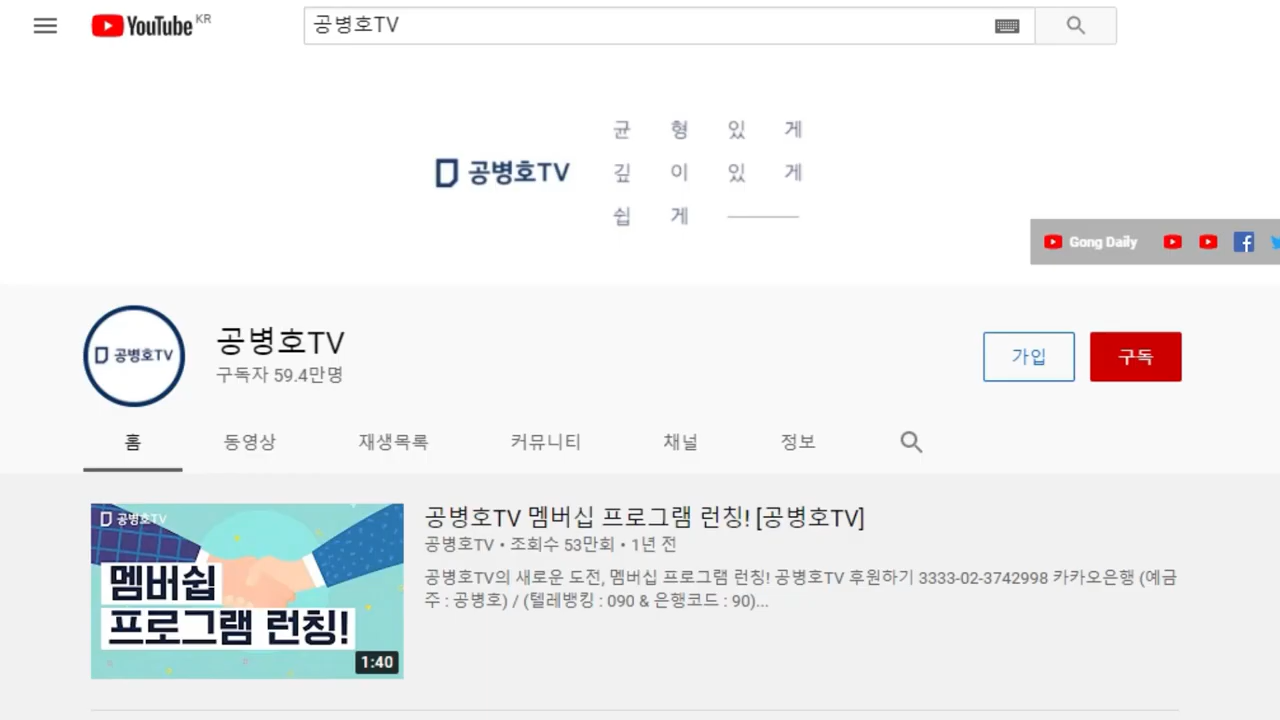 YouTube KR
공병호TV
균 형 있 게
공병호TV
깊 이 있 게
쉽 게
Gong Daily
공병호TV
공병호TV
구독자 59.4만명
가입
구독
홈
동영상
재생목록
커뮤니티
채널
정보
공병호TV
멤버쉽
프로그램 런칭!
1:40
공병호TV 멤버십 프로그램 런칭! [공병호TV]
공병호TV • 조회수 53만회 • 1년 전
공병호TV의 새로운 도전, 멤버십 프로그램 런칭! 공병호TV 후원하기 3333-02-3742998 카카오은행 (예금
주 : 공병호) / (텔레뱅킹 : 090 & 은행코드 : 90)...